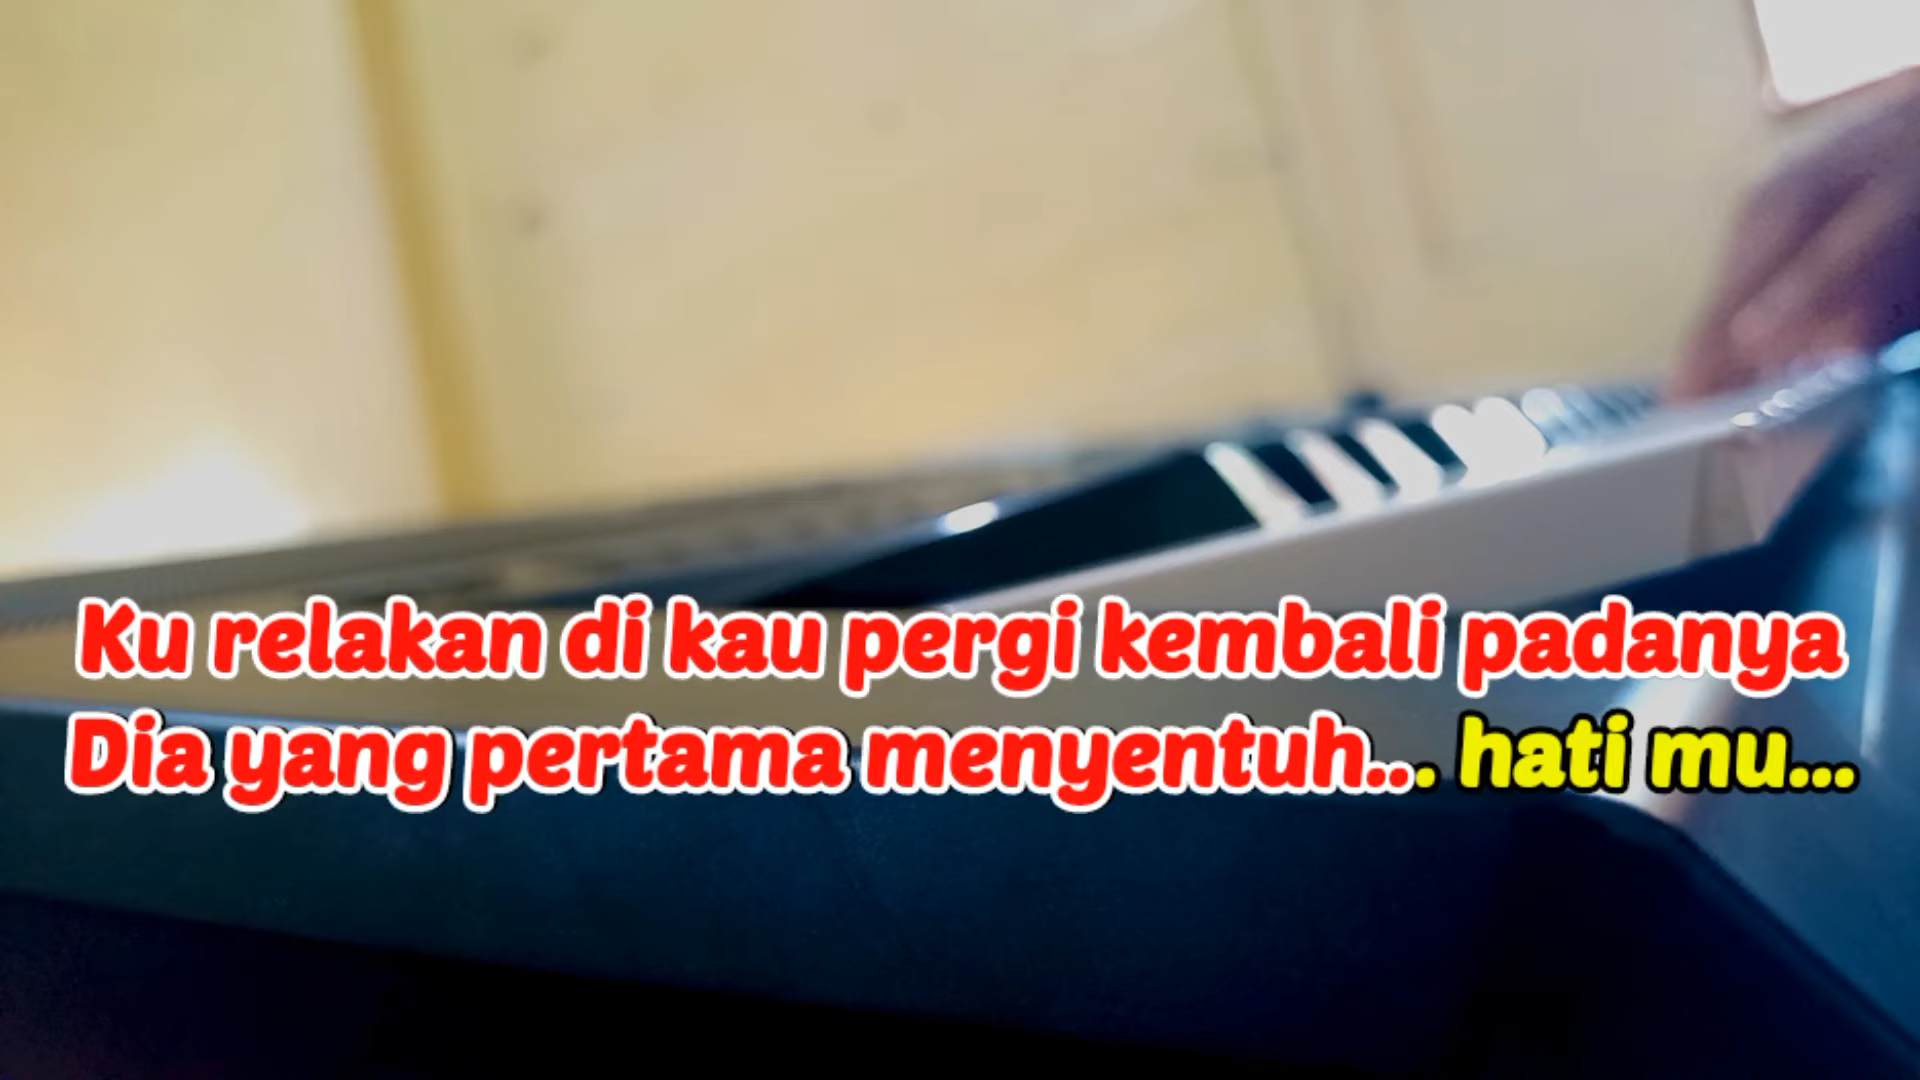 Ku relakan di kau pergi kembali padanya
Dia yang pertama menyentuh... hati mu...